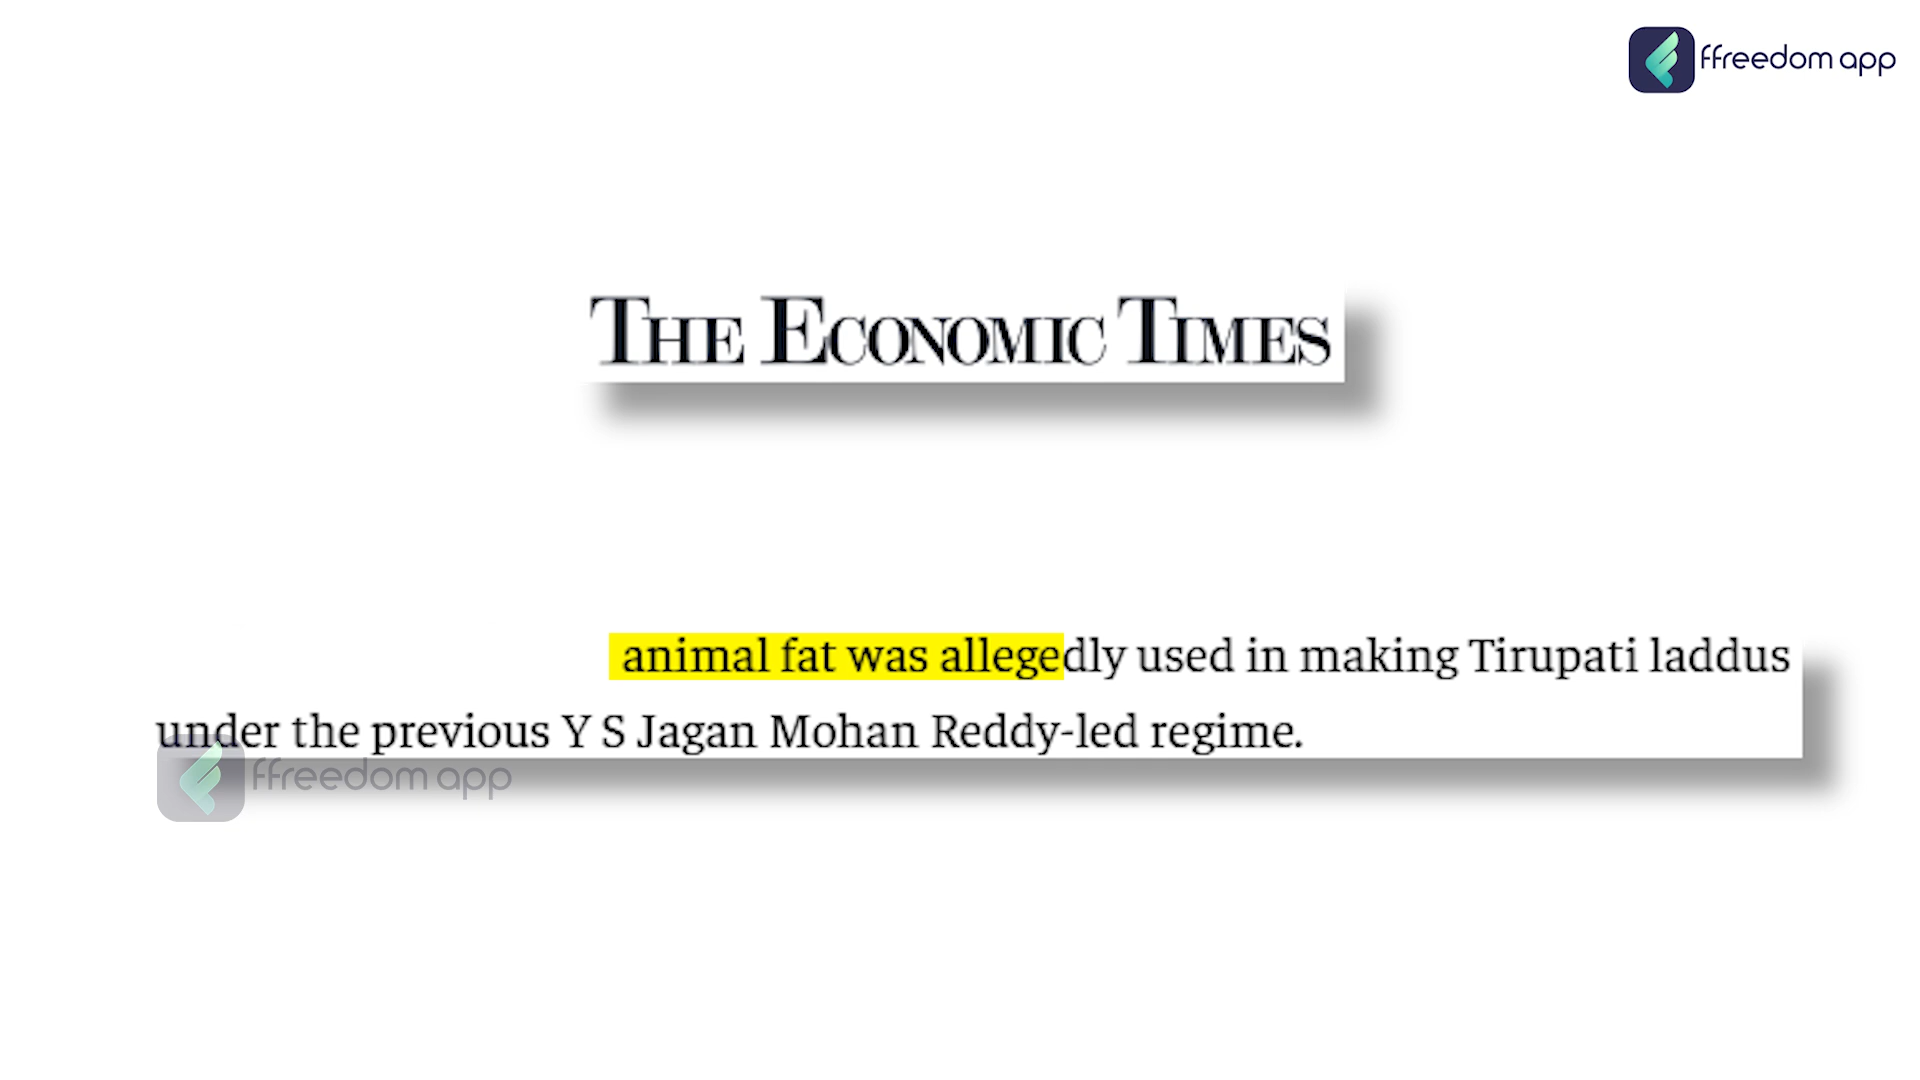 ffreedom app
THE ECONOMIC TIMES
animal fat was allegedly used in making Tirupati laddus
under the previous Y S Jagan Mohan Reddy-led regime.
ffreedom app